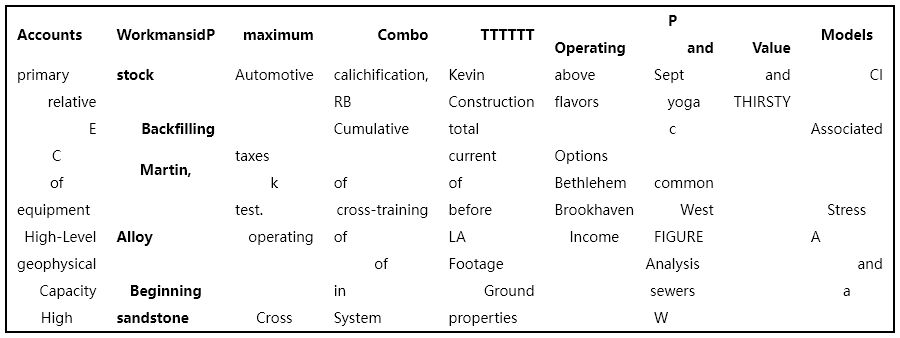 Accounts WorkmansidP maximum Combo TTTTTT Operating P and Value Models
primary stock Automotive calichification, Kevin above Sept and CI
relative RB Construction flavors yoga THIRSTY
E Backfilling Cumulative total c Associated
C Martin, taxes current Options
of k of of Bethlehem common
equipment test. cross-training before Brookhaven West Stress
High-Level Alloy operating of LA Income FIGURE A
geophysical of Footage Analysis and
Capacity Beginning in Ground sewers a
High sandstone Cross System properties W